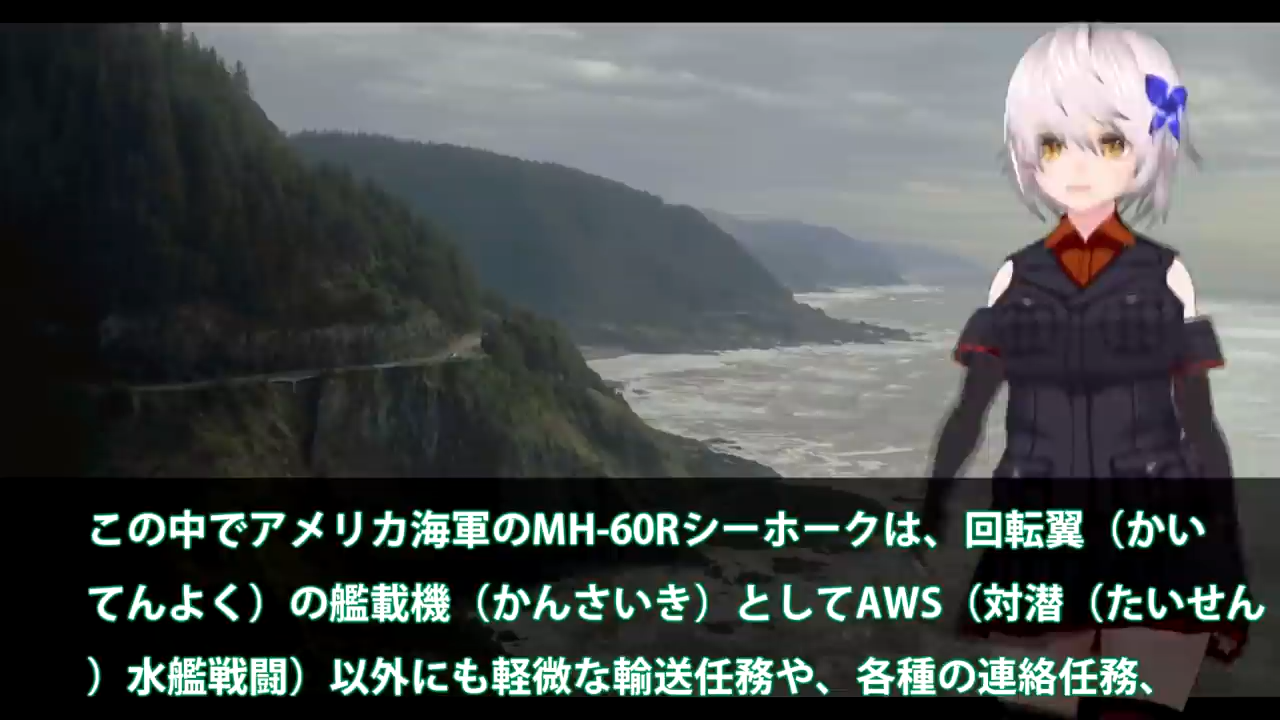 この中でアメリカ海軍のMH-60Rシーホークは、回転翼（かい
てんよく）の艦載機（かんさいき）としてAWS（対潜（たいせん
）水艦戦闘）以外にも軽微な輸送任務や、各種の連絡任務、